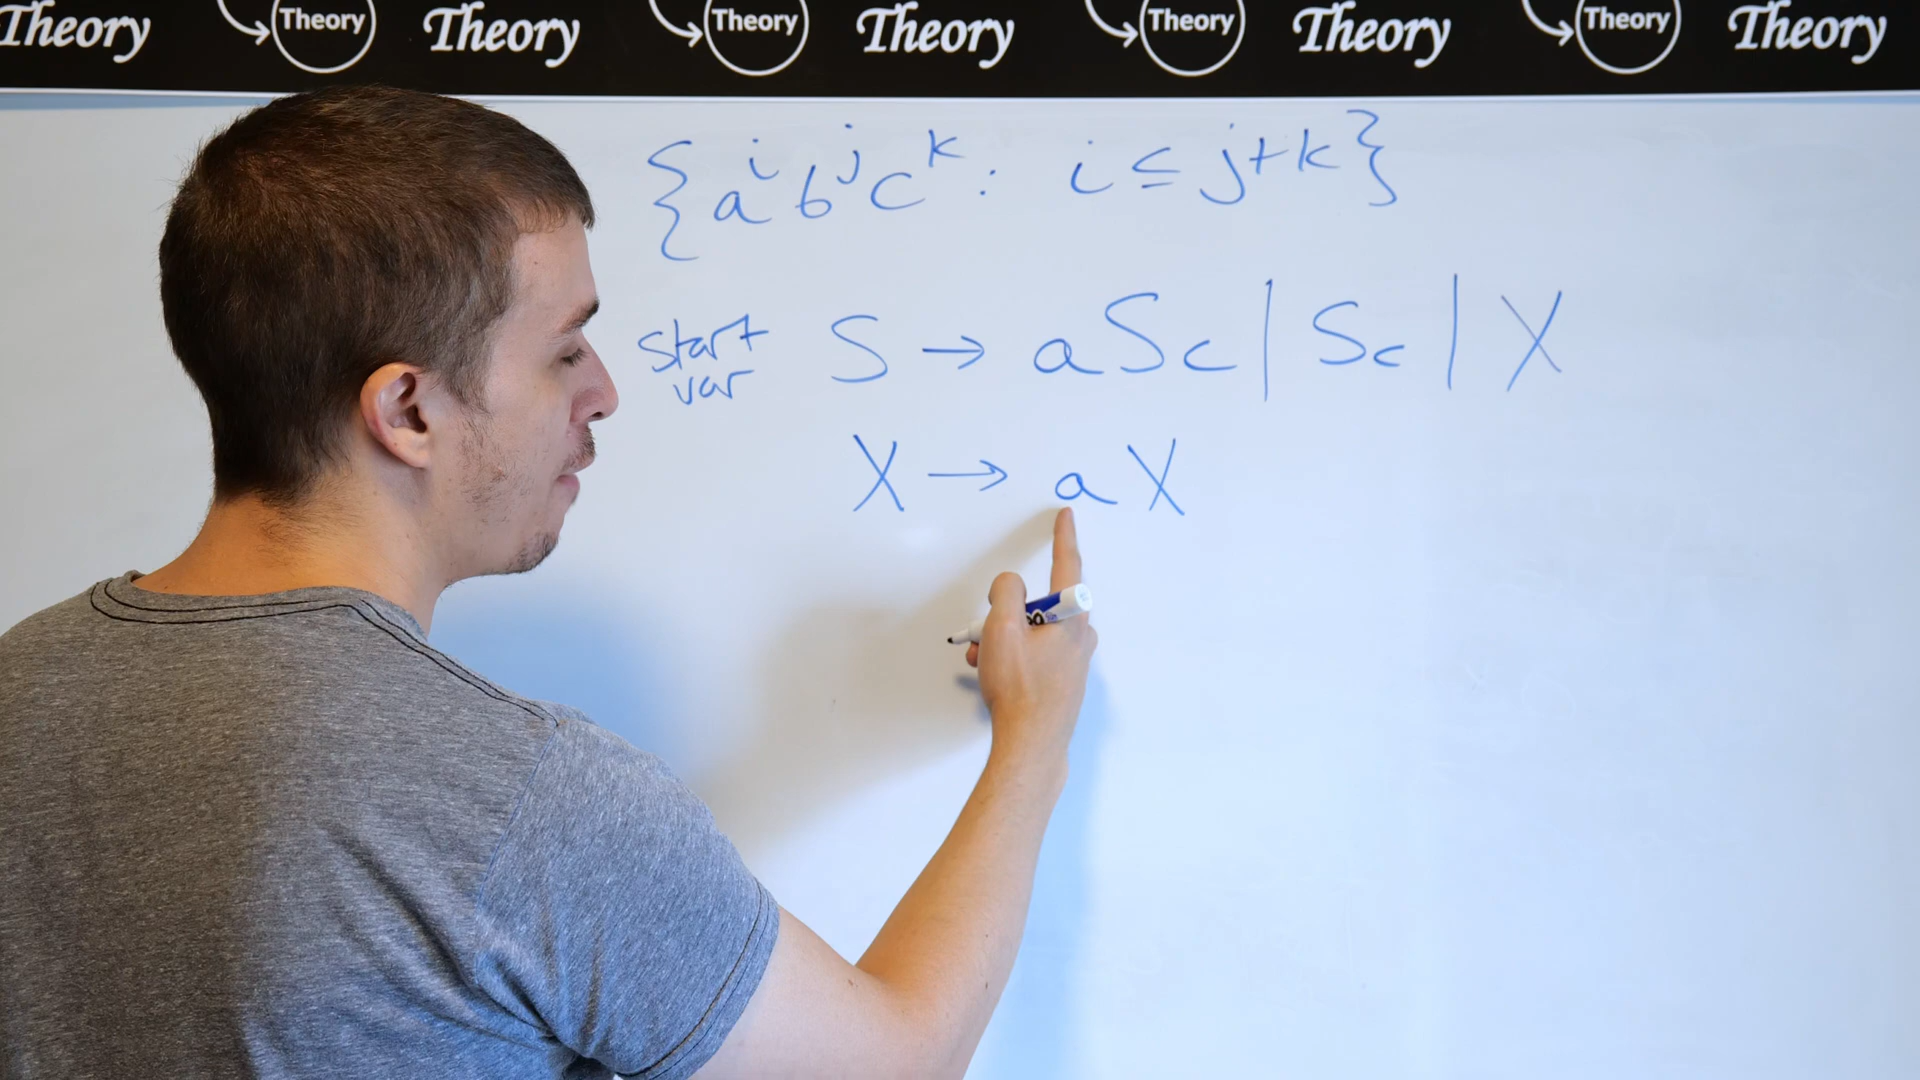 Theory Theory Theory Theory Theory Theory Theory Theory Theory
{a^i b^j c^k : i ≤ j+k}
start var S → aSc | Sc | X
X → aX